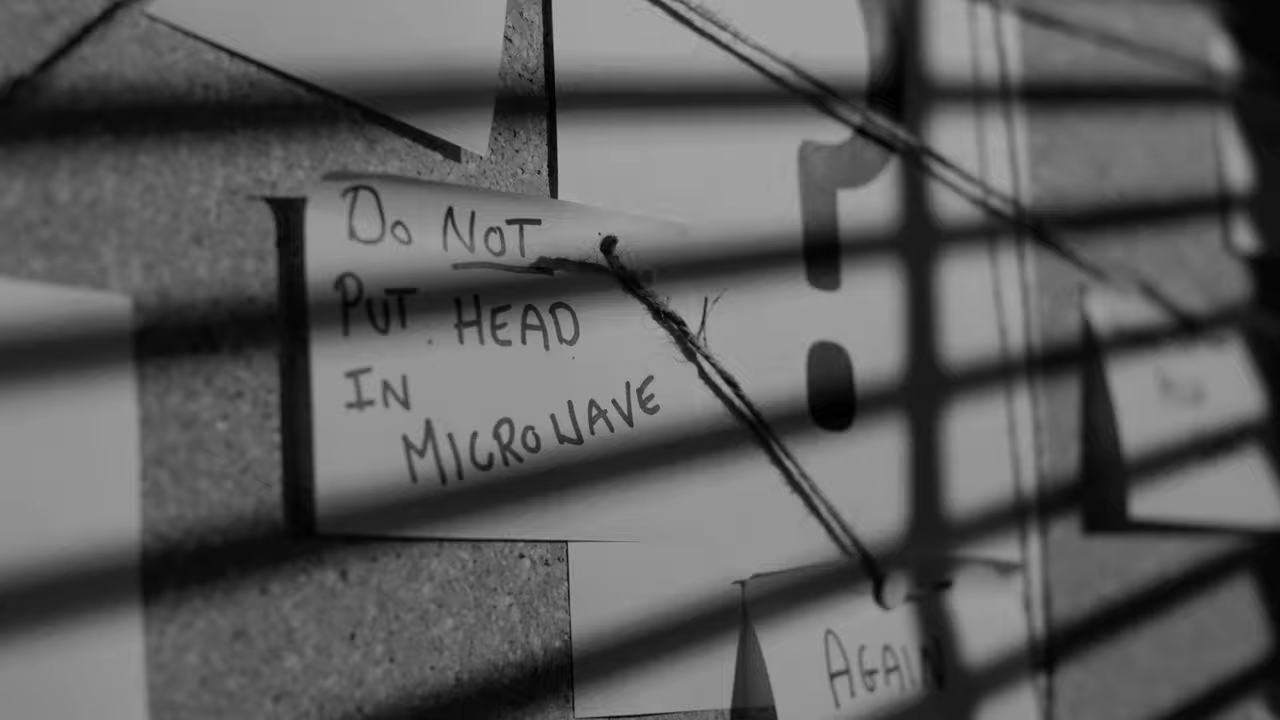 Do NOT
PUT HEAD
IN
MICROWAVE
?
AGAIN